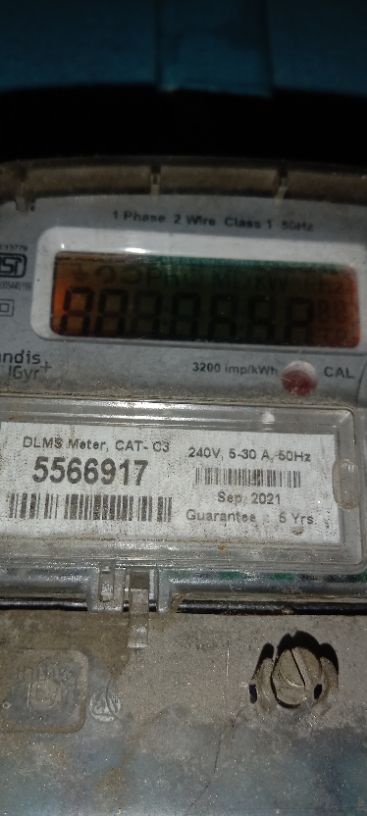 1 Phase 2 Wire Class 1 50Hz
3200 imp/kWh CAL
DLMS Meter, CAT- C3
240V, 5-30 A, 50Hz
5566917
Sep. 2021
Guarantee : 5 Yrs.